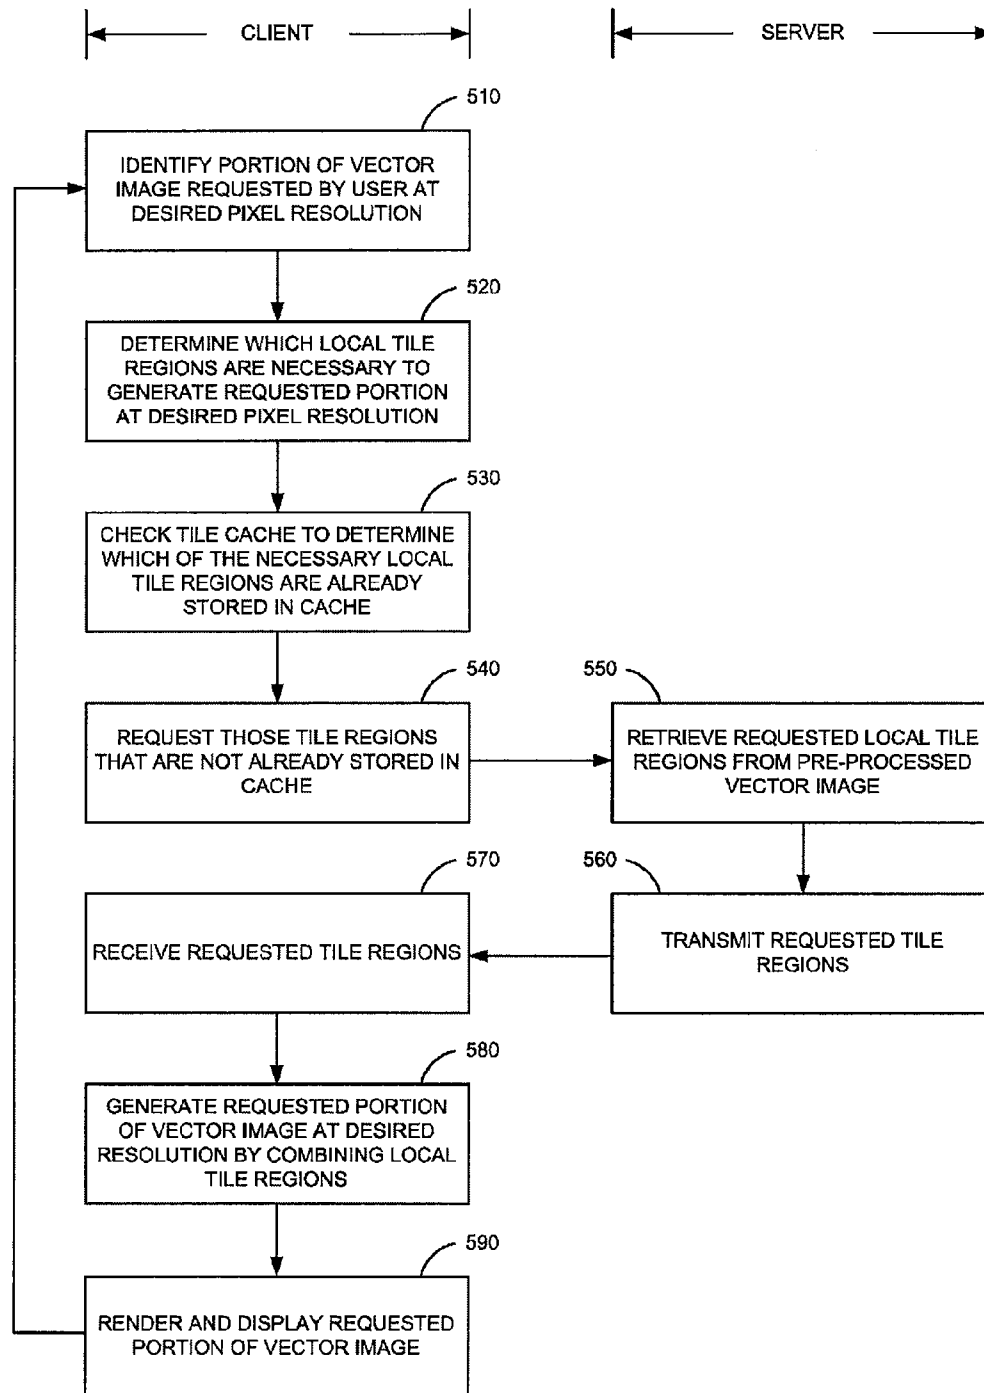 CLIENT
SERVER
510
IDENTIFY PORTION OF VECTOR
IMAGE REQUESTED BY USER AT
DESIRED PIXEL RESOLUTION
520
DETERMINE WHICH LOCAL TILE
REGIONS ARE NECESSARY TO
GENERATE REQUESTED PORTION
AT DESIRED PIXEL RESOLUTION
530
CHECK TILE CACHE TO DETERMINE
WHICH OF THE NECESSARY LOCAL
TILE REGIONS ARE ALREADY
STORED IN CACHE
540
REQUEST THOSE TILE REGIONS
THAT ARE NOT ALREADY STORED IN
CACHE
550
RETRIEVE REQUESTED LOCAL TILE
REGIONS FROM PRE-PROCESSED
VECTOR IMAGE
560
TRANSMIT REQUESTED TILE
REGIONS
570
RECEIVE REQUESTED TILE REGIONS
580
GENERATE REQUESTED PORTION
OF VECTOR IMAGE AT DESIRED
RESOLUTION BY COMBINING LOCAL
TILE REGIONS
590
RENDER AND DISPLAY REQUESTED
PORTION OF VECTOR IMAGE